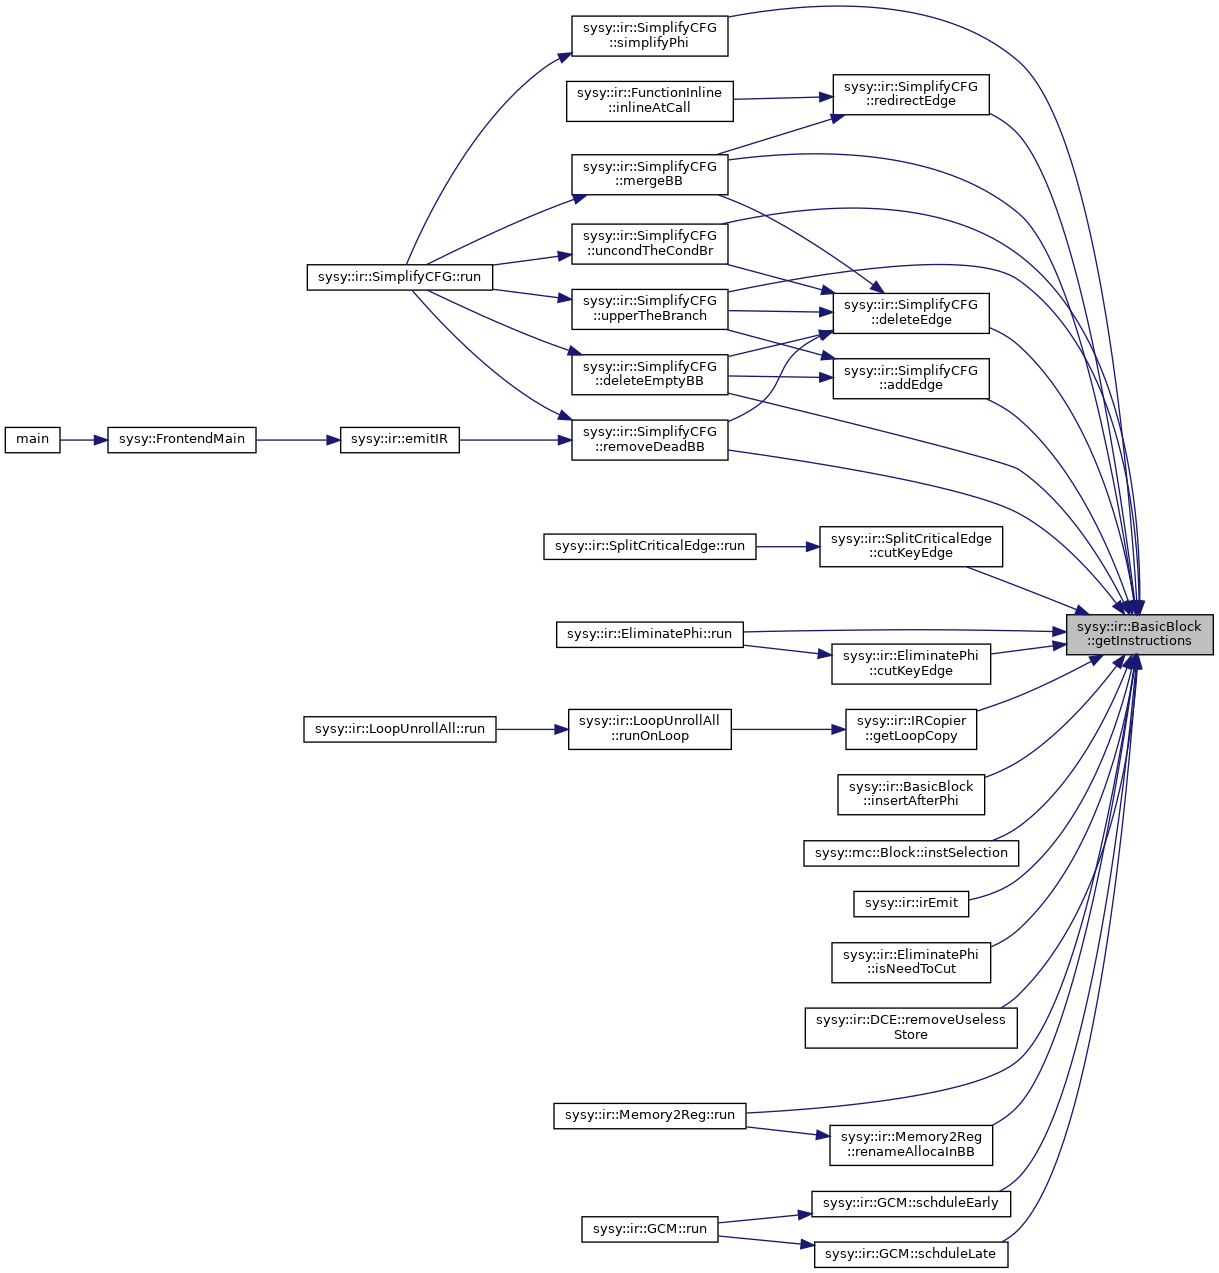 sysy::ir::SimplifyCFG
::simplifyPhi
sysy::ir::SimplifyCFG
::redirectEdge
sysy::ir::FunctionInline
::inlineAtCall
sysy::ir::SimplifyCFG
::mergeBB
sysy::ir::SimplifyCFG
::uncondTheCondBr
sysy::ir::SimplifyCFG::run
sysy::ir::SimplifyCFG
::upperTheBranch
sysy::ir::SimplifyCFG
::deleteEdge
sysy::ir::SimplifyCFG
::deleteEmptyBB
sysy::ir::SimplifyCFG
::addEdge
main
sysy::FrontendMain
sysy::ir::emitIR
sysy::ir::SimplifyCFG
::removeDeadBB
sysy::ir::SplitCriticalEdge::run
sysy::ir::SplitCriticalEdge
::cutKeyEdge
sysy::ir::BasicBlock
::getInstructions
sysy::ir::EliminatePhi::run
sysy::ir::EliminatePhi
::cutKeyEdge
sysy::ir::LoopUnrollAll::run
sysy::ir::LoopUnrollAll
::runOnLoop
sysy::ir::IRCopier
::getLoopCopy
sysy::ir::BasicBlock
::insertAfterPhi
sysy::mc::Block::instSelection
sysy::ir::irEmit
sysy::ir::EliminatePhi
::isNeedToCut
sysy::ir::DCE::removeUseless
Store
sysy::ir::Memory2Reg::run
sysy::ir::Memory2Reg
::renameAllocaInBB
sysy::ir::GCM::schduleEarly
sysy::ir::GCM::run
sysy::ir::GCM::schduleLate